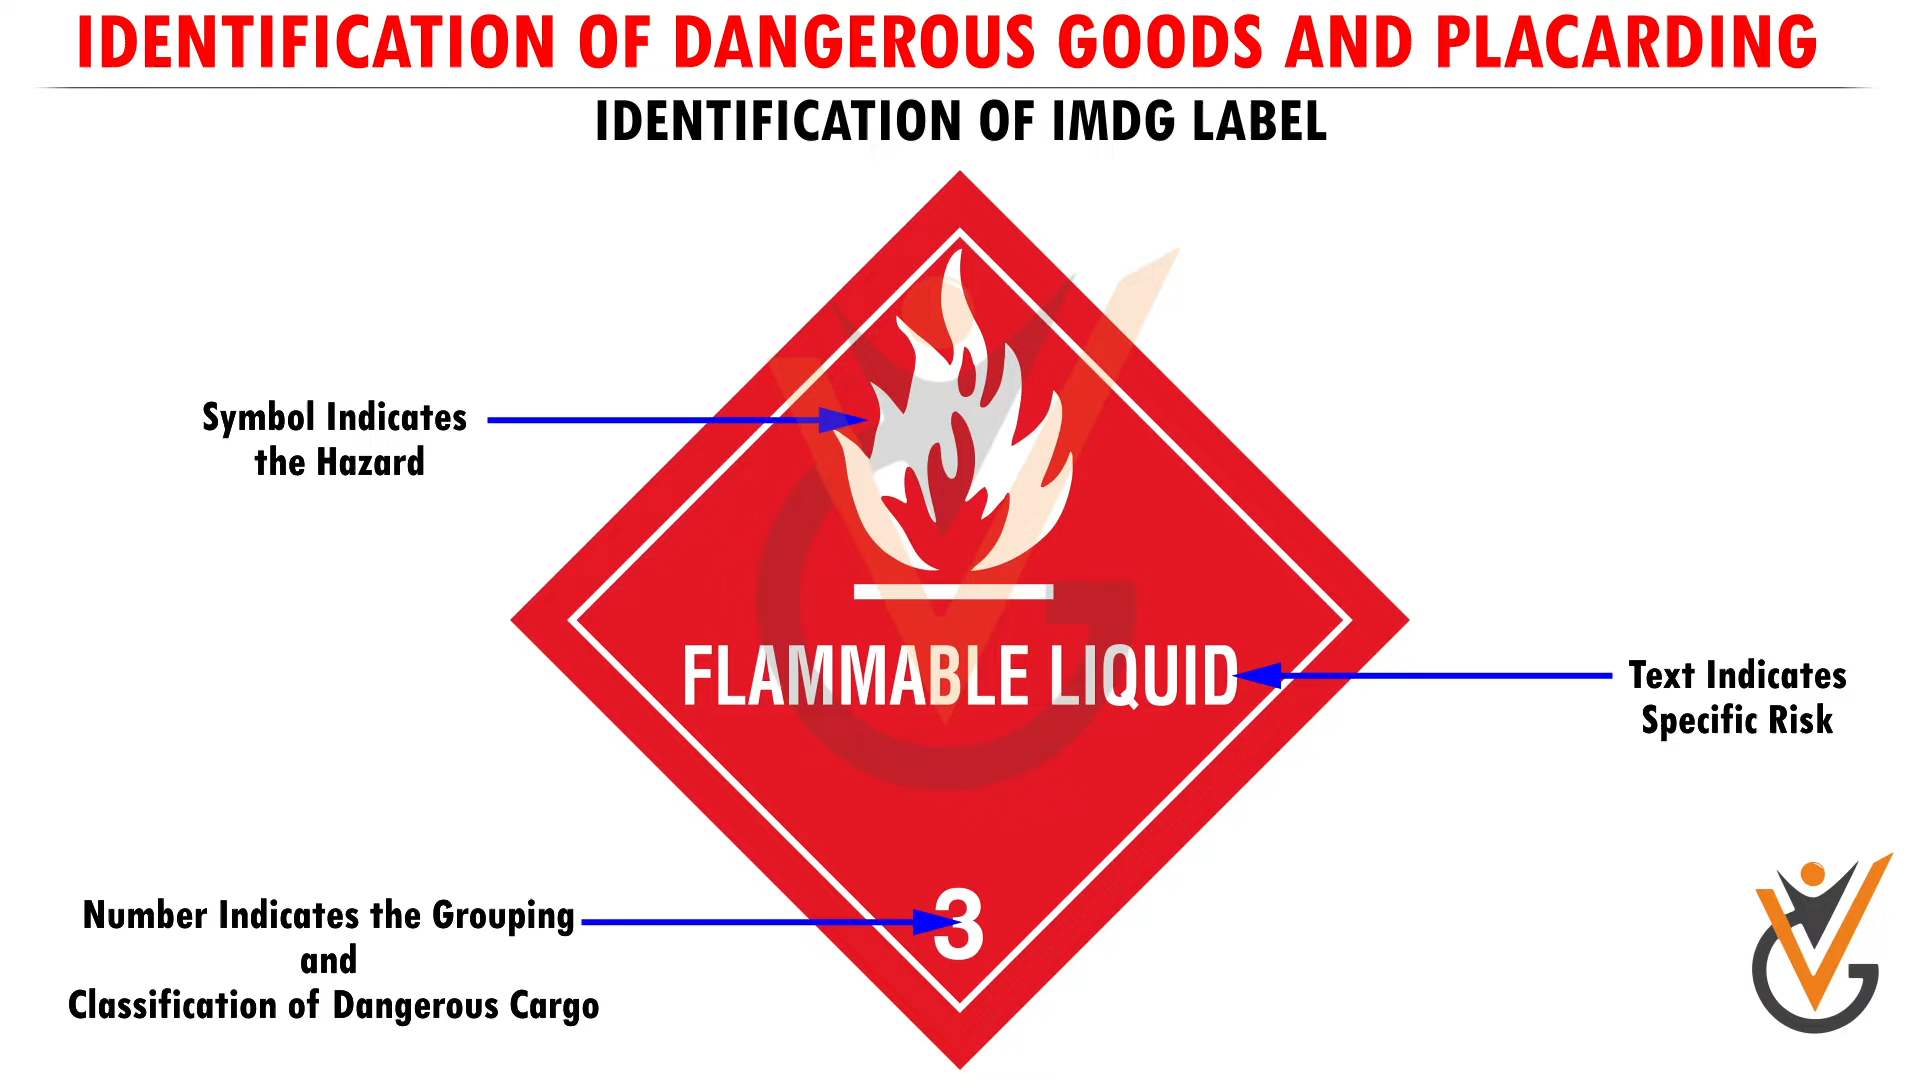 IDENTIFICATION OF DANGEROUS GOODS AND PLACARDING
IDENTIFICATION OF IMDG LABEL
Symbol Indicates
the Hazard
FLAMMABLE LIQUID
Text Indicates
Specific Risk
3
Number Indicates the Grouping
and
Classification of Dangerous Cargo